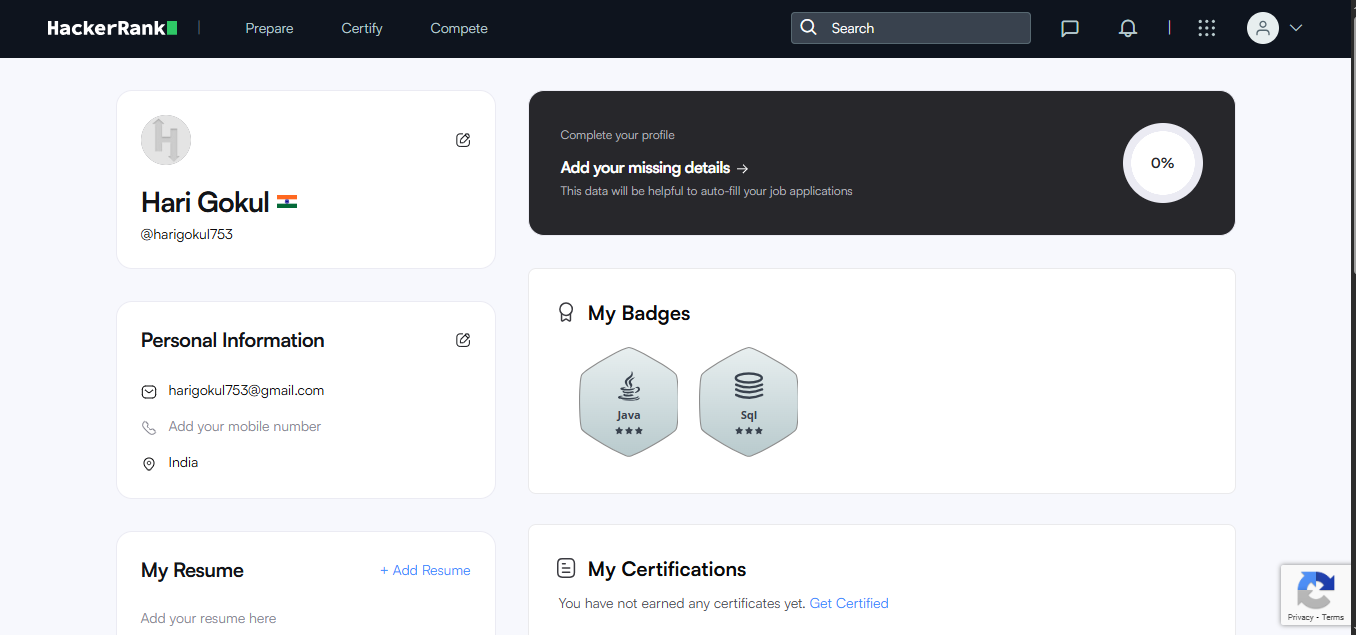 HackerRank
Prepare
Certify
Compete
Search
Hari Gokul
@harigokul753
Personal Information
harigokul753@gmail.com
Add your mobile number
India
My Resume
+ Add Resume
Add your resume here
Complete your profile
Add your missing details →
This data will be helpful to auto-fill your job applications
0%
My Badges
Java
Sql
My Certifications
You have not earned any certificates yet. Get Certified
Privacy - Terms